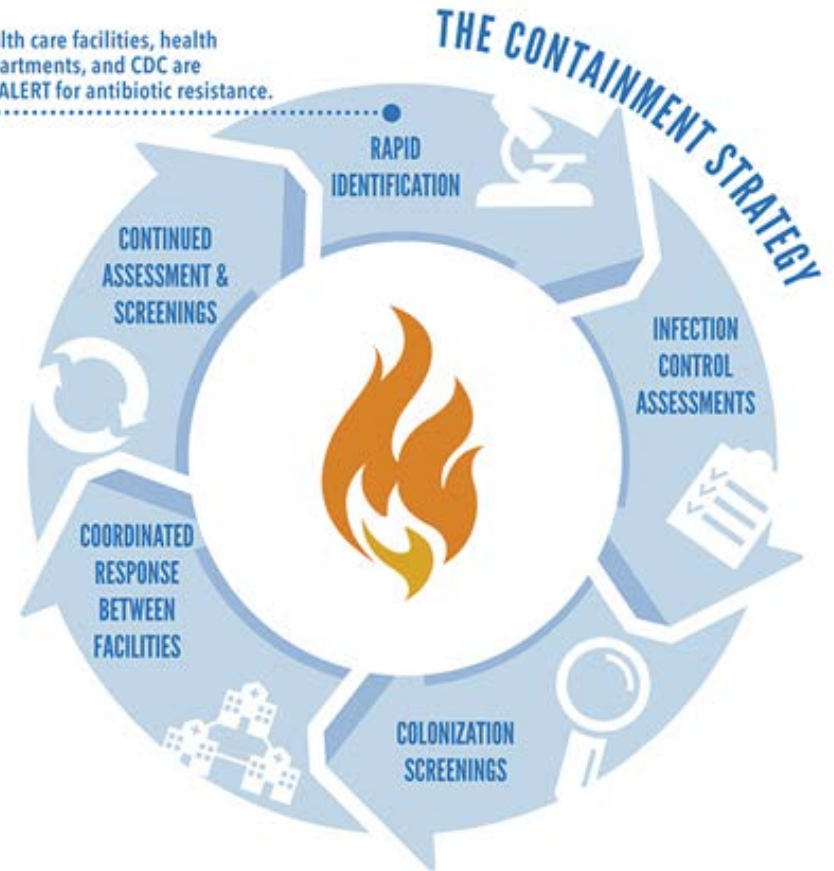 THE CONTAINMENT STRATEGY
lth care facilities, health
artments, and CDC are
ALERT for antibiotic resistance.
RAPID
IDENTIFICATION
INFECTION
CONTROL
ASSESSMENTS
COLONIZATION
SCREENINGS
COORDINATED
RESPONSE
BETWEEN
FACILITIES
CONTINUED
ASSESSMENT &
SCREENINGS